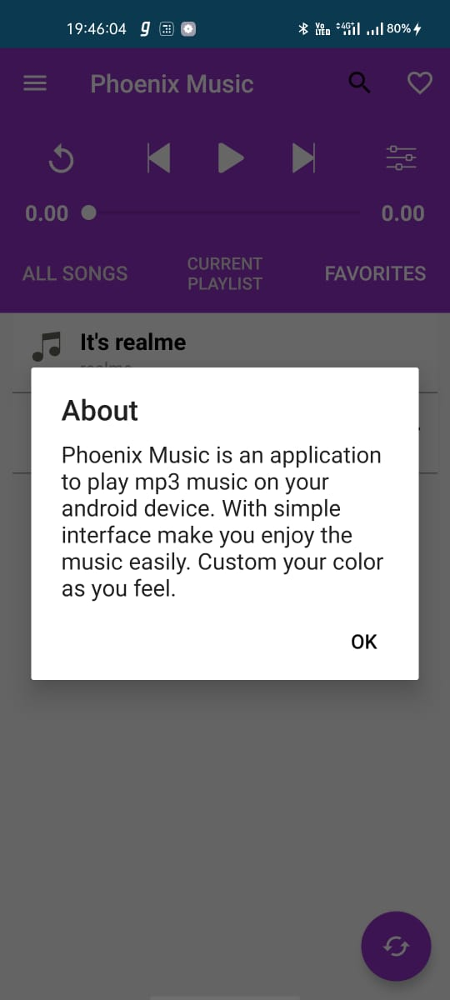 19:46:04 g 80%
Phoenix Music
0.00 0.00
ALL SONGS
CURRENT
PLAYLIST
FAVORITES
It's realme
About
Phoenix Music is an application
to play mp3 music on your
android device. With simple
interface make you enjoy the
music easily. Custom your color
as you feel.
OK